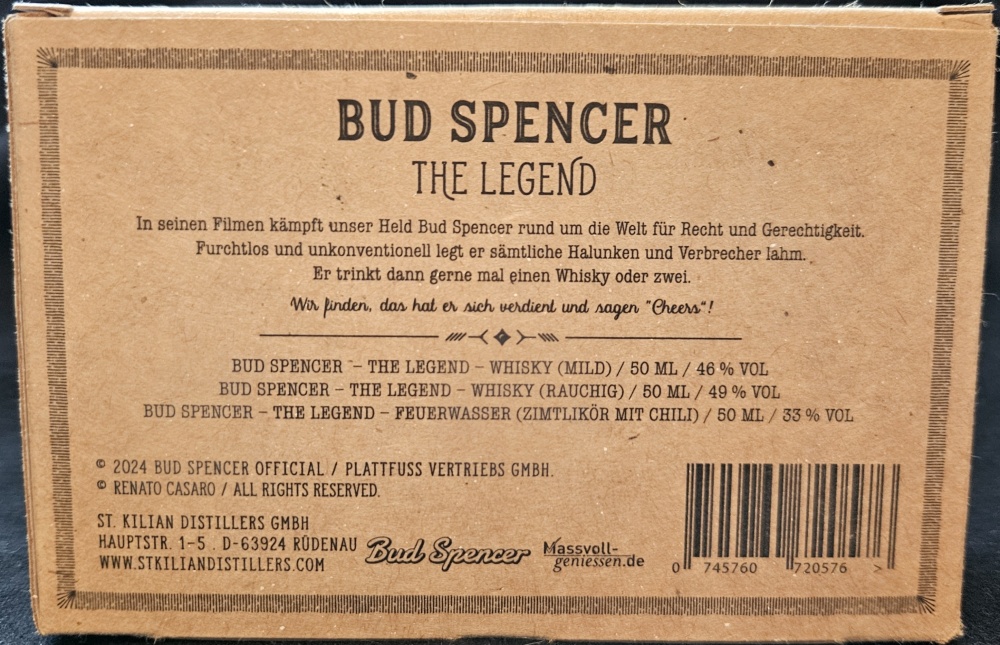 BUD SPENCER
THE LEGEND
In seinen Filmen kämpft unser Held Bud Spencer rund um die Welt für Recht und Gerechtigkeit.
Furchtlos und unkonventionell legt er sämtliche Halunken und Verbrecher lahm.
Er trinkt dann gerne mal einen Whisky oder zwei.
Wir finden, das hat er sich verdient und sagen "Cheers"!
BUD SPENCER – THE LEGEND – WHISKY (MILD) / 50 ML / 46 % VOL
BUD SPENCER – THE LEGEND – WHISKY (RAUCHIG) / 50 ML / 49 % VOL
BUD SPENCER – THE LEGEND – FEUERWASSER (ZIMTLIKÖR MIT CHILI) / 50 ML / 33 % VOL
© 2024 BUD SPENCER OFFICIAL / PLATTFUSS VERTRIEBS GMBH.
© RENATO CASARO / ALL RIGHTS RESERVED.
ST. KILIAN DISTILLERS GMBH
HAUPTSTR. 1-5 . D-63924 RÜDENAU
WWW.STKILIANDISTILLERS.COM
Bud Spencer
Massvoll-
geniessen.de
0 745760 720576 >